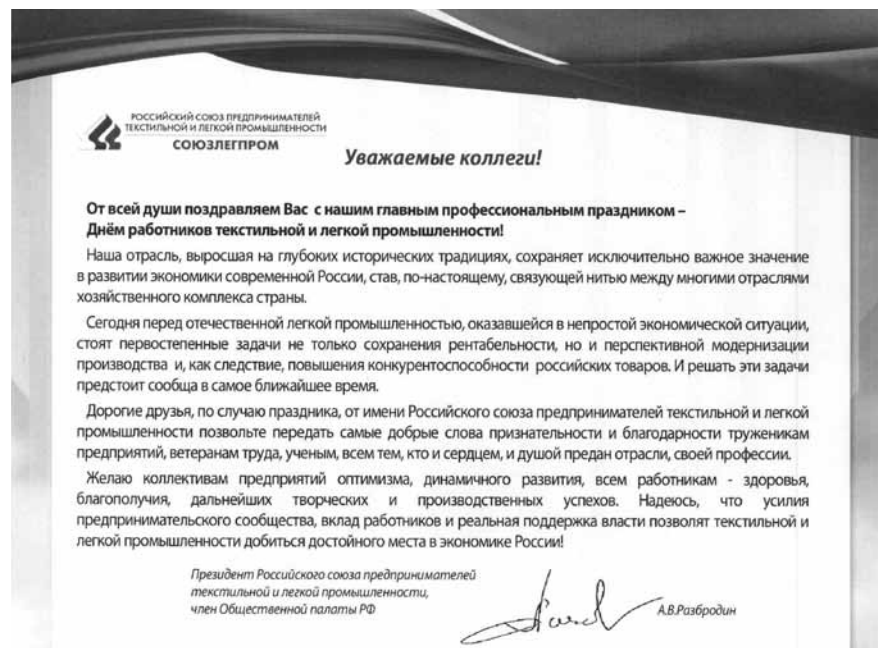 РОССИЙСКИЙ СОЮЗ ПРЕДПРИНИМАТЕЛЕЙ
ТЕКСТИЛЬНОЙ И ЛЕГКОЙ ПРОМЫШЛЕННОСТИ
СОЮЗЛЕГПРОМ
Уважаемые коллеги!
От всей души поздравляем Вас с нашим главным профессиональным праздником –
Днём работников текстильной и легкой промышленности!
Наша отрасль, выросшая на глубоких исторических традициях, сохраняет исключительно важное значение
в развитии экономики современной России, став, по-настоящему, связующей нитью между многими отраслями
хозяйственного комплекса страны.
Сегодня перед отечественной легкой промышленностью, оказавшейся в непростой экономической ситуации,
стоят первостепенные задачи не только сохранения рентабельности, но и перспективной модернизации
производства и, как следствие, повышения конкурентоспособности российских товаров. И решать эти задачи
предстоит сообща в самое ближайшее время.
Дорогие друзья, по случаю праздника, от имени Российского союза предпринимателей текстильной и легкой
промышленности позвольте передать самые добрые слова признательности и благодарности труженикам
предприятий, ветеранам труда, ученым, всем тем, кто и сердцем, и душой предан отрасли, своей профессии.
Желаю коллективам предприятий оптимизма, динамичного развития, всем работникам - здоровья,
благополучия, дальнейших творческих и производственных успехов. Надеюсь, что усилия
предпринимательского сообщества, вклад работников и реальная поддержка власти позволят текстильной и
легкой промышленности добиться достойного места в экономике России!
Президент Российского союза предпринимателей
текстильной и легкой промышленности,
член Общественной палаты РФ
А.В.Разбродин